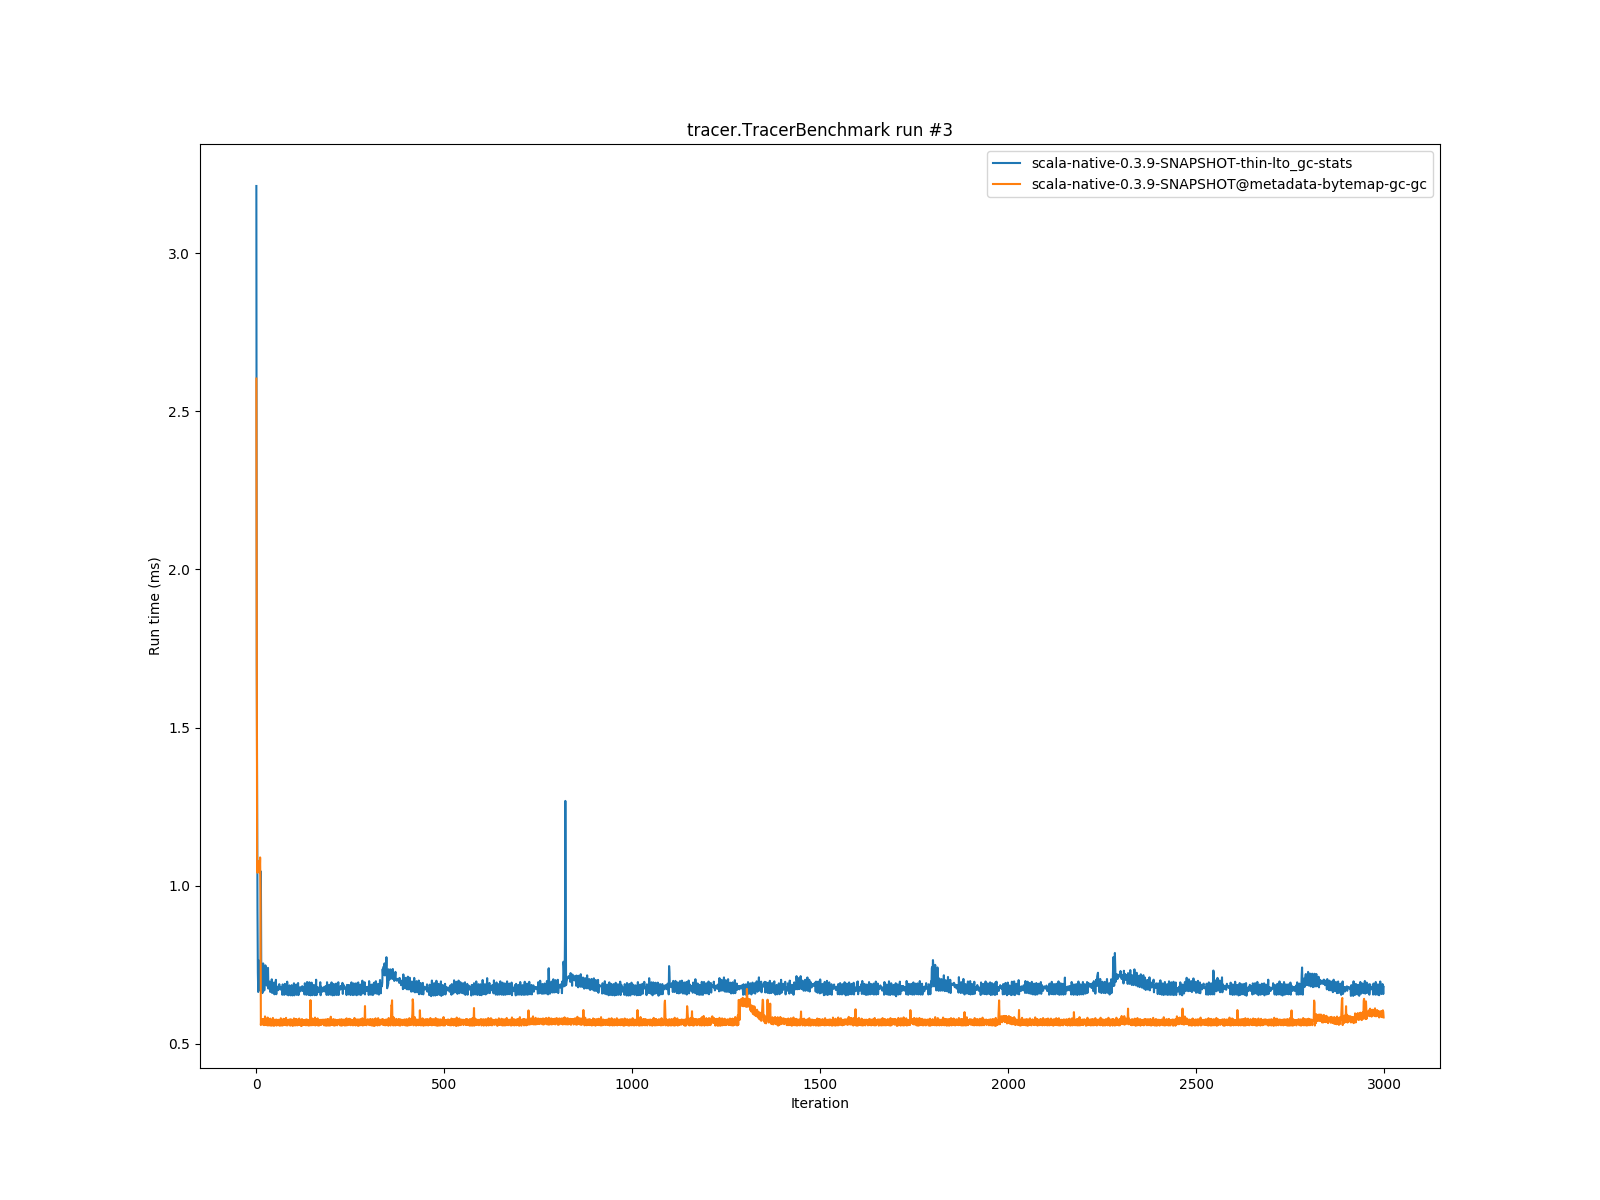 tracer.TracerBenchmark run #3
scala-native-0.3.9-SNAPSHOT-thin-lto_gc-stats
scala-native-0.3.9-SNAPSHOT@metadata-bytemap-gc-gc
3.0
2.5
2.0
1.5
1.0
0.5
Run time (ms)
0 500 1000 1500 2000 2500 3000
Iteration